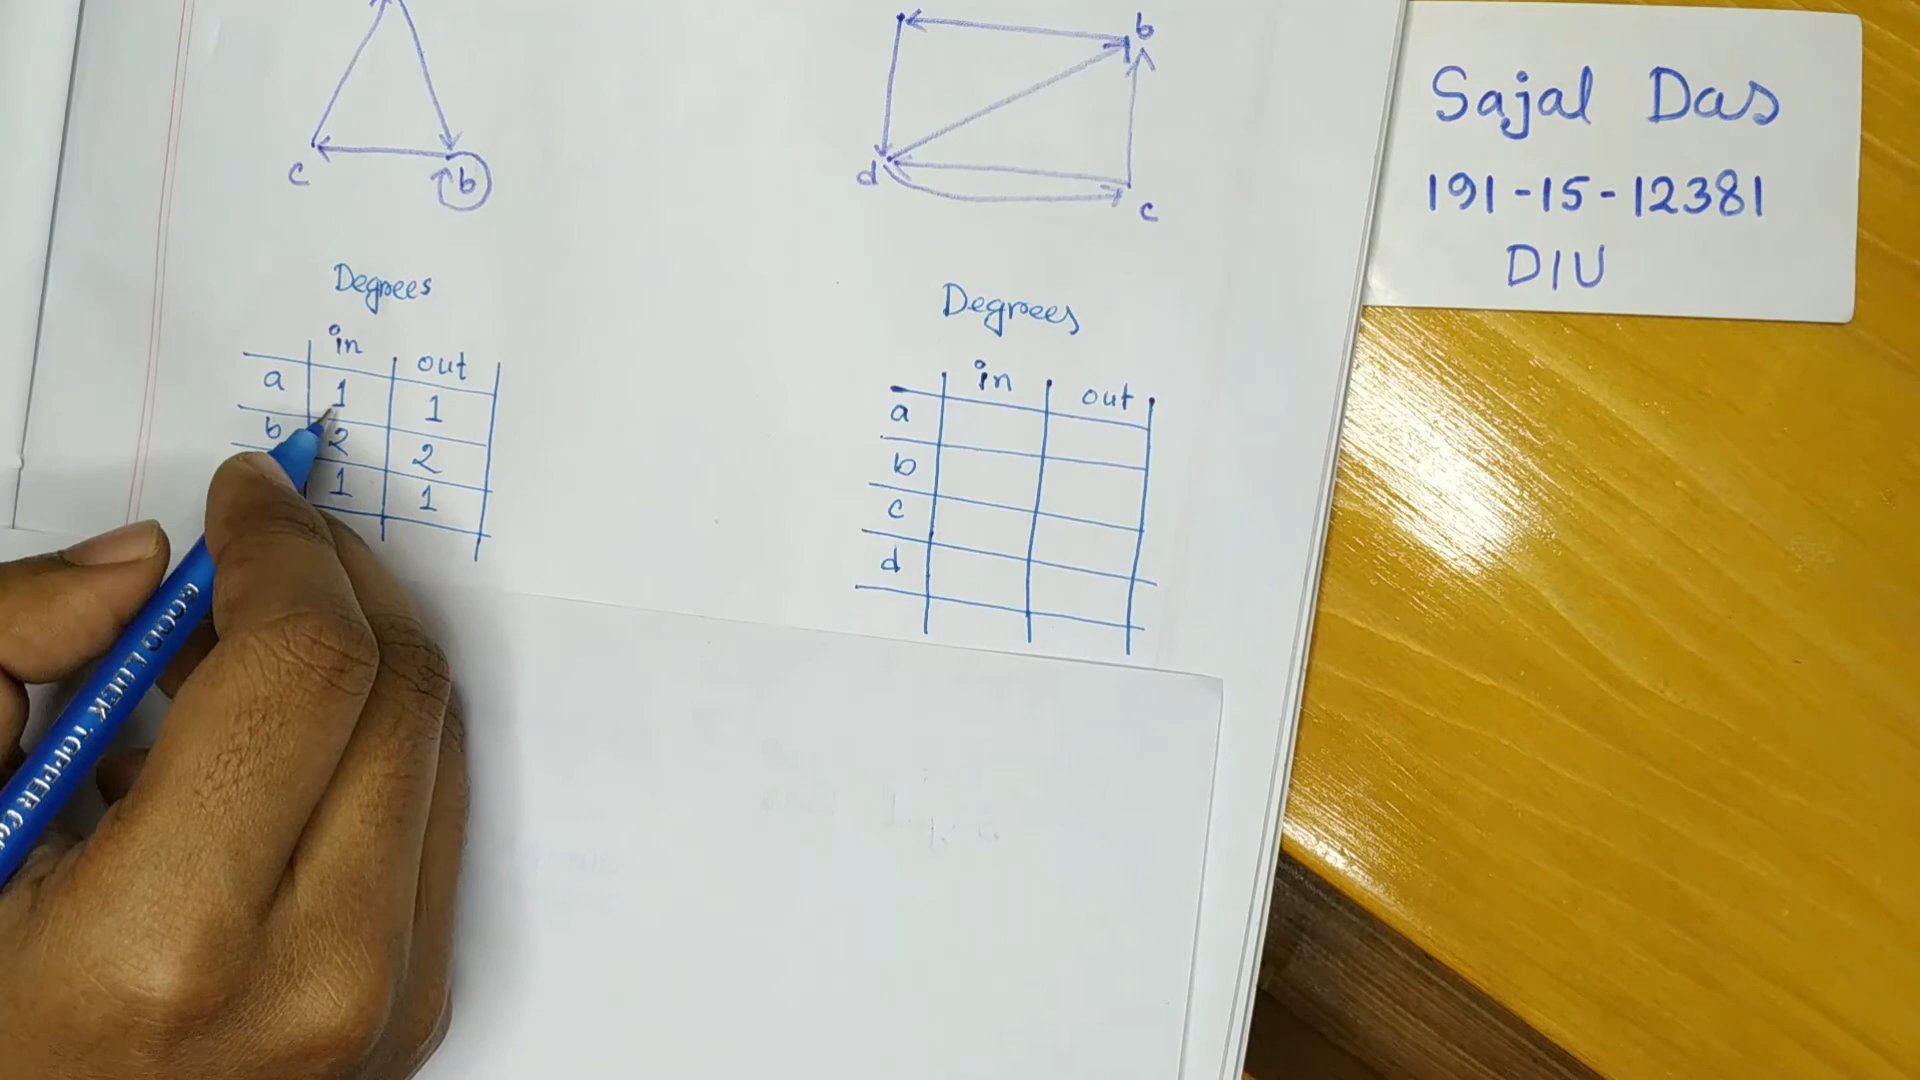 b
c
b
d
c
Sajal Das
191-15-12381
DIU
Degrees
in out
a 1 1
b 2 2
1 1
Degrees
in out
a
b
c
d
GOOD LUCK TOPPER